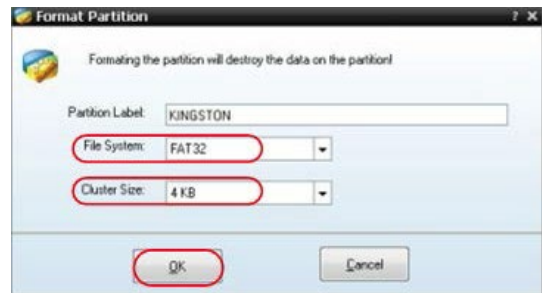 Format Partition ? X
Formating the partition will destroy the data on the partition!
Partition Label: KINGSTON
File System: FAT32
Cluster Size: 4 KB
OK Cancel